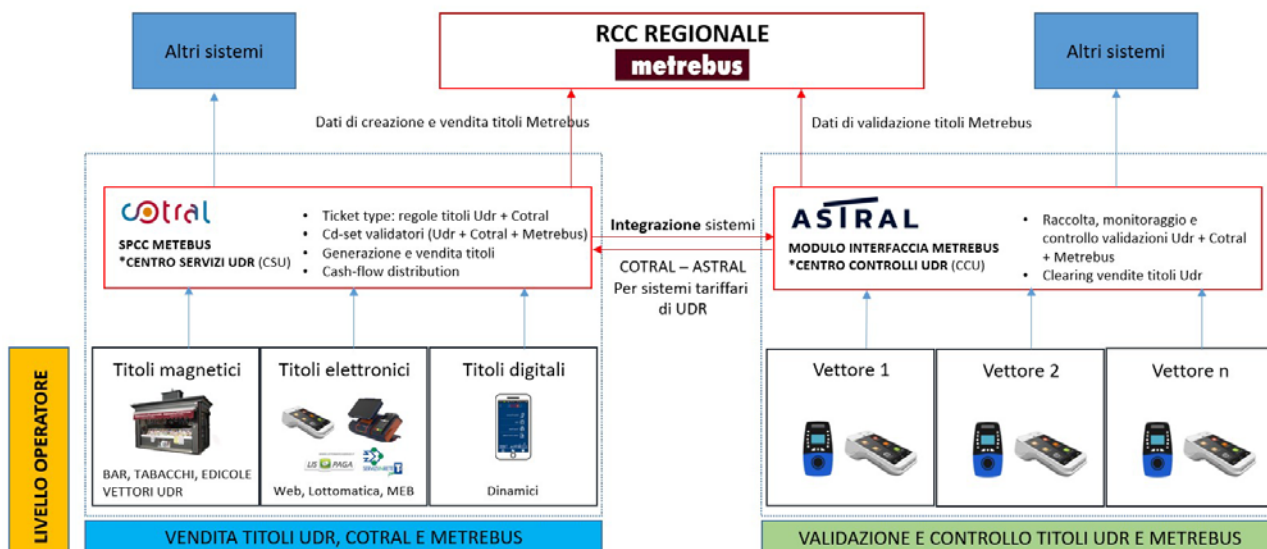 Altri sistemi
RCC REGIONALE
metrebus
Altri sistemi
Dati di creazione e vendita titoli Metrebus
Dati di validazione titoli Metrebus
cotral
SPCC METEBUS
*CENTRO SERVIZI UDR (CSU)
• Ticket type: regole titoli Udr + Cotral
• Cd-set validatori (Udr + Cotral + Metrebus)
• Generazione e vendita titoli
• Cash-flow distribution
Integrazione sistemi
COTRAL – ASTRAL
Per sistemi tariffari
di UDR
ASTRAL
MODULO INTERFACCIA METREBUS
*CENTRO CONTROLLI UDR (CCU)
• Raccolta, monitoraggio e
controllo validazioni Udr + Cotral
+ Metrebus
• Clearing vendite titoli Udr
LIVELLO OPERATORE
Titoli magnetici
BAR, TABACCHI, EDICOLE
VETTORI UDR
Titoli elettronici
LIS PAGA
Web, Lottomatica, MEB
Titoli digitali
Dinamici
Vettore 1
Vettore 2
Vettore n
VENDITA TITOLI UDR, COTRAL E METREBUS
VALIDAZIONE E CONTROLLO TITOLI UDR E METREBUS